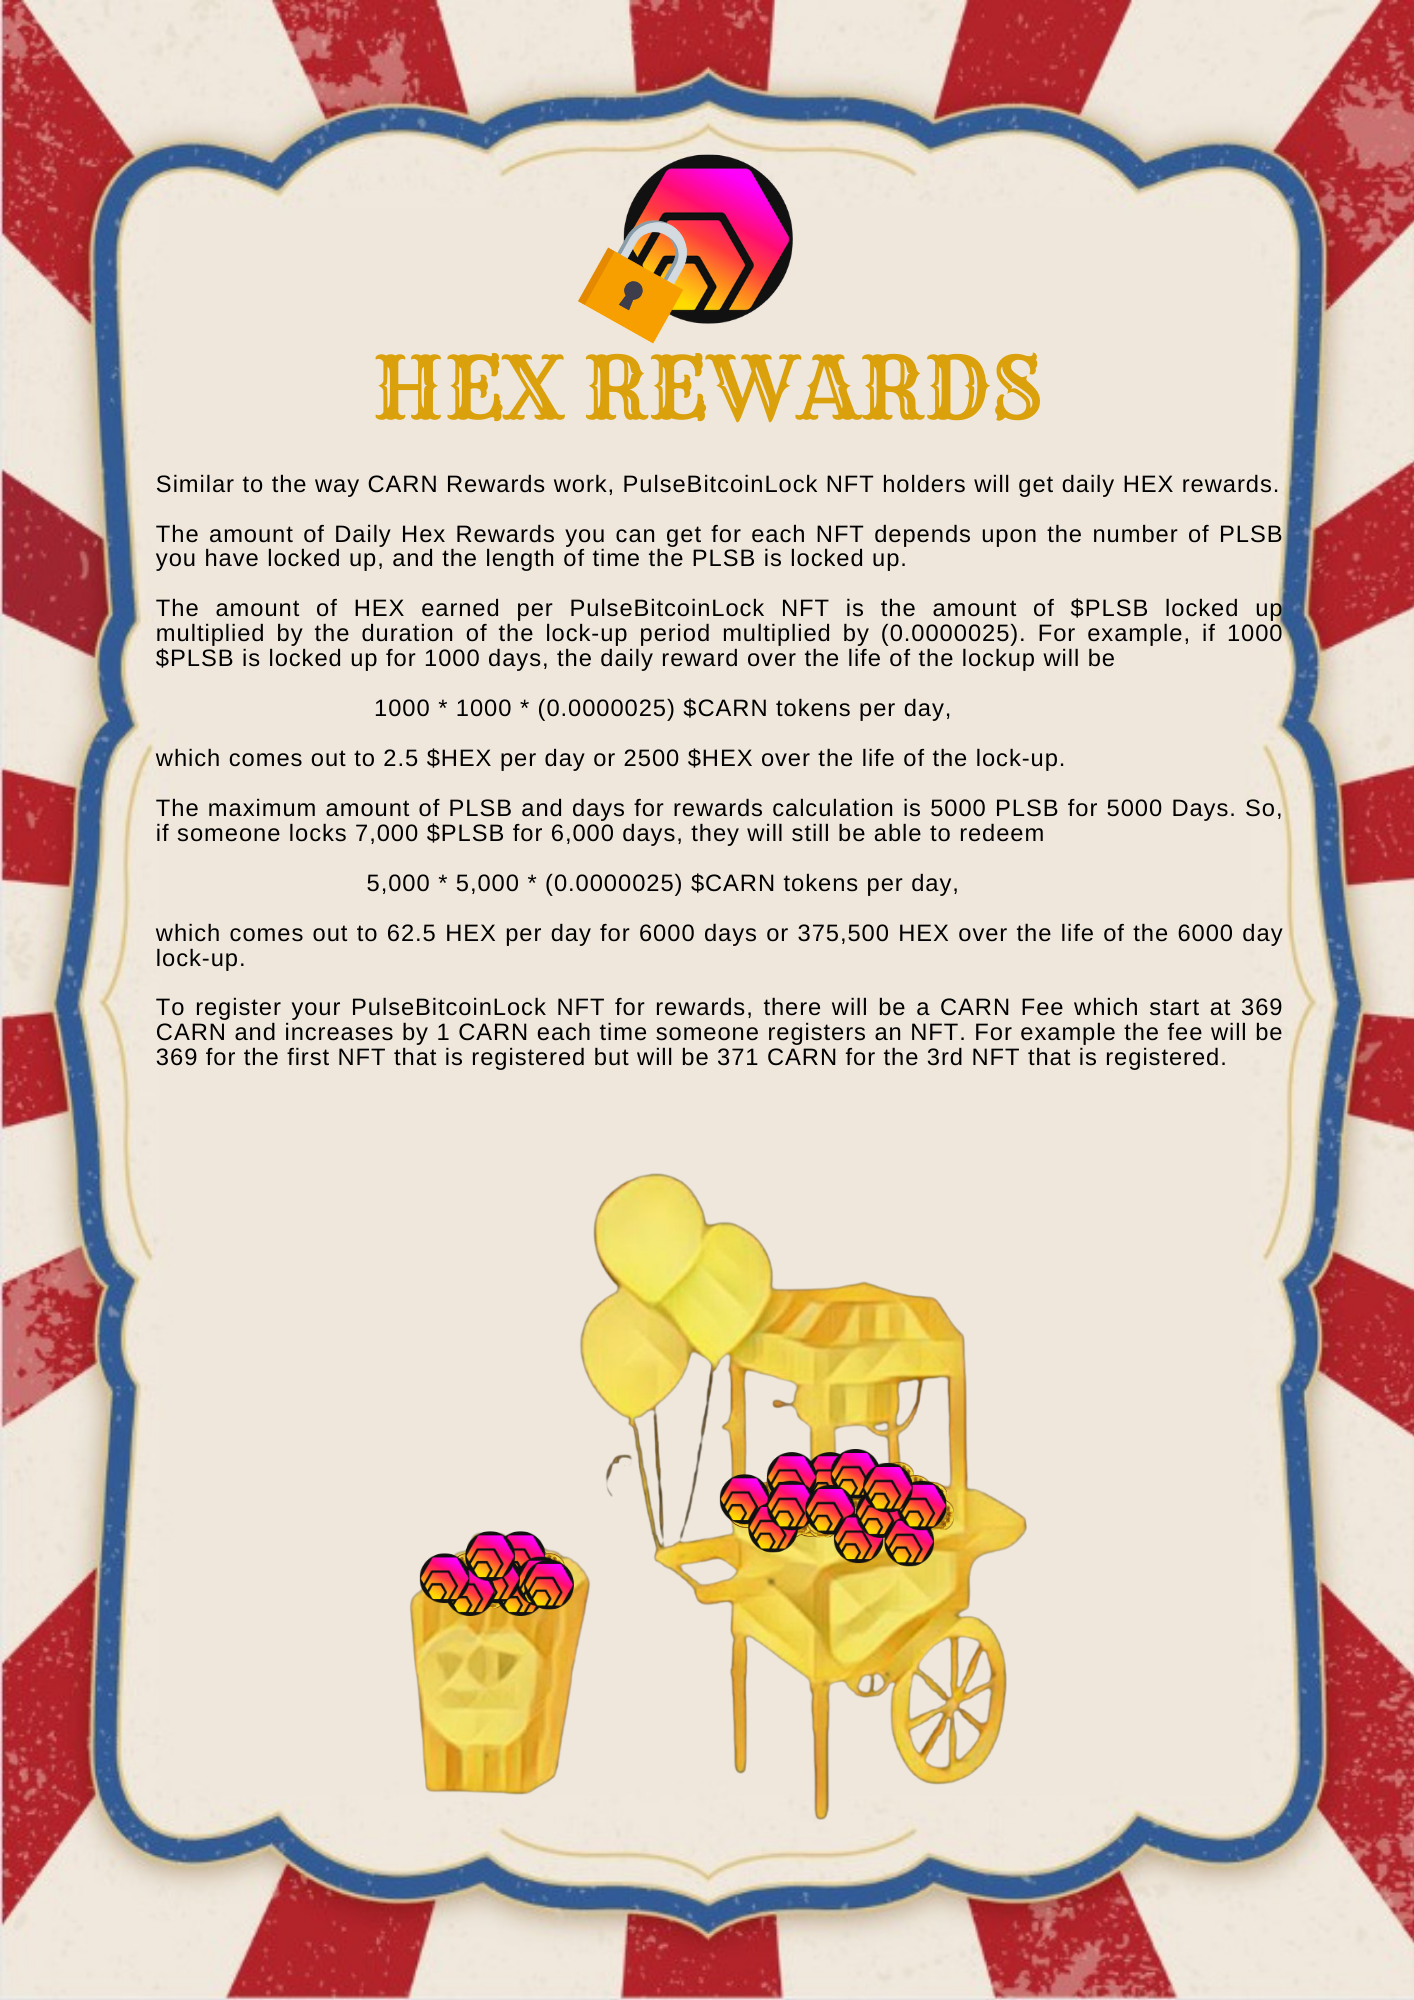 HEX REWARDS
Similar to the way CARN Rewards work, PulseBitcoinLock NFT holders will get daily HEX rewards.
The amount of Daily Hex Rewards you can get for each NFT depends upon the number of PLSB
you have locked up, and the length of time the PLSB is locked up.
The amount of HEX earned per PulseBitcoinLock NFT is the amount of $PLSB locked up
multiplied by the duration of the lock-up period multiplied by (0.0000025). For example, if 1000
$PLSB is locked up for 1000 days, the daily reward over the life of the lockup will be
1000 * 1000 * (0.0000025) $CARN tokens per day,
which comes out to 2.5 $HEX per day or 2500 $HEX over the life of the lock-up.
The maximum amount of PLSB and days for rewards calculation is 5000 PLSB for 5000 Days. So,
if someone locks 7,000 $PLSB for 6,000 days, they will still be able to redeem
5,000 * 5,000 * (0.0000025) $CARN tokens per day,
which comes out to 62.5 HEX per day for 6000 days or 375,500 HEX over the life of the 6000 day
lock-up.
To register your PulseBitcoinLock NFT for rewards, there will be a CARN Fee which start at 369
CARN and increases by 1 CARN each time someone registers an NFT. For example the fee will be
369 for the first NFT that is registered but will be 371 CARN for the 3rd NFT that is registered.